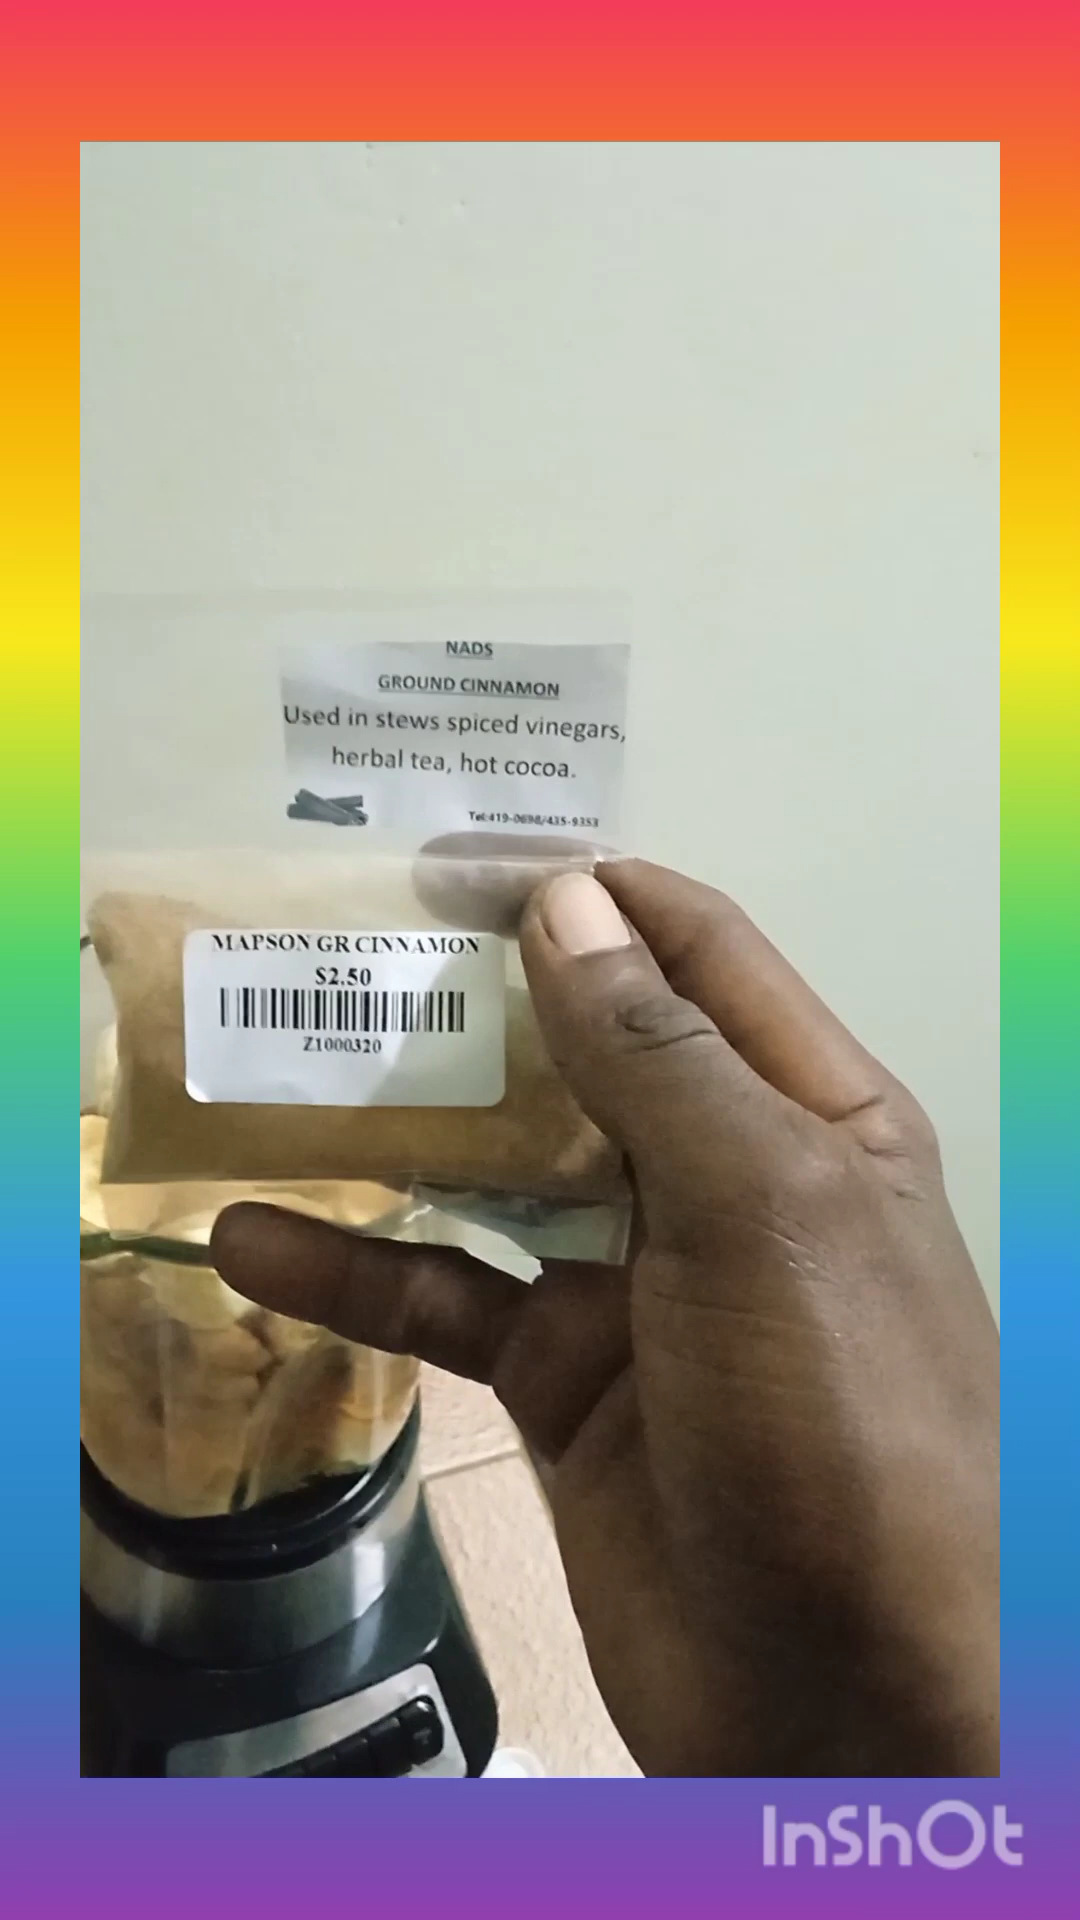 NADS
GROUND CINNAMON
Used in stews spiced vinegars,
herbal tea, hot cocoa.
Tel:419-0698/435-9353
MAPSON GR CINNAMON
$2.50
Z1000320
InShOt